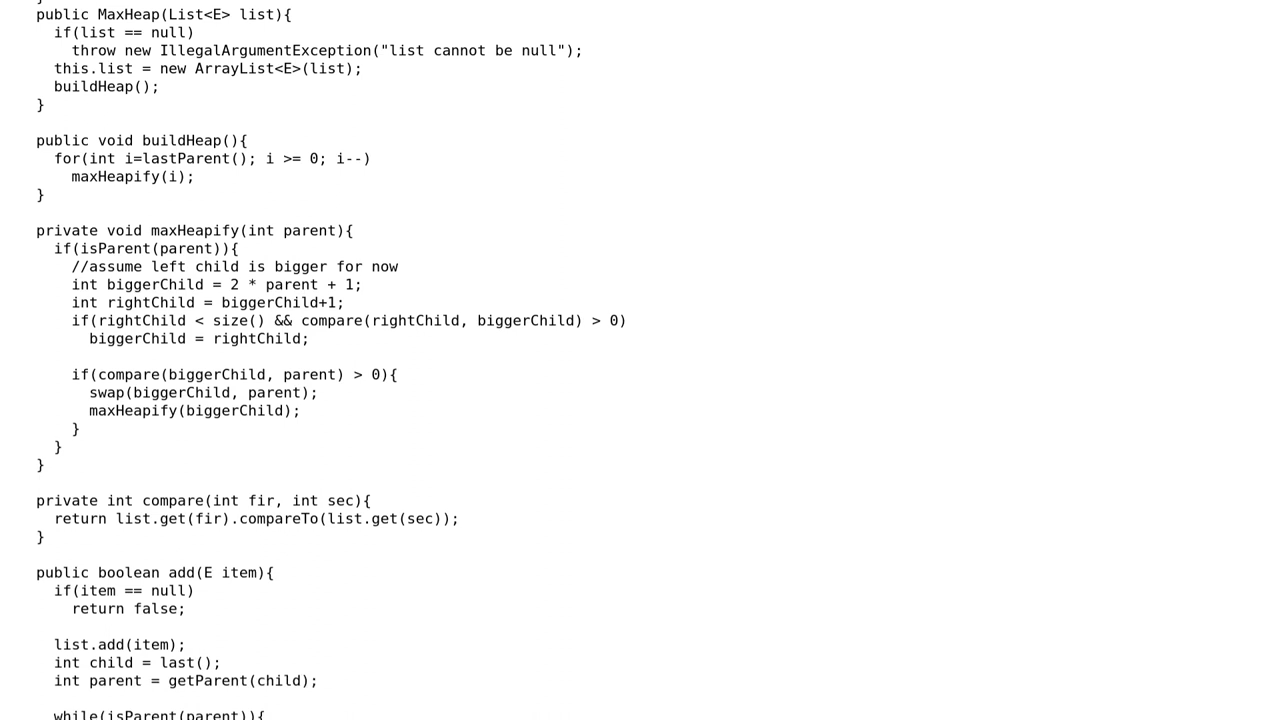 public MaxHeap(List<E> list){
if(list == null)
throw new IllegalArgumentException("list cannot be null");
this.list = new ArrayList<E>(list);
buildHeap();
}
public void buildHeap(){
for(int i=lastParent(); i >= 0; i--)
maxHeapify(i);
}
private void maxHeapify(int parent){
if(isParent(parent)){
//assume left child is bigger for now
int biggerChild = 2 * parent + 1;
int rightChild = biggerChild+1;
if(rightChild < size() && compare(rightChild, biggerChild) > 0)
biggerChild = rightChild;
if(compare(biggerChild, parent) > 0){
swap(biggerChild, parent);
maxHeapify(biggerChild);
}
}
}
private int compare(int fir, int sec){
return list.get(fir).compareTo(list.get(sec));
}
public boolean add(E item){
if(item == null)
return false;
list.add(item);
int child = last();
int parent = getParent(child);
while(isParent(parent)){